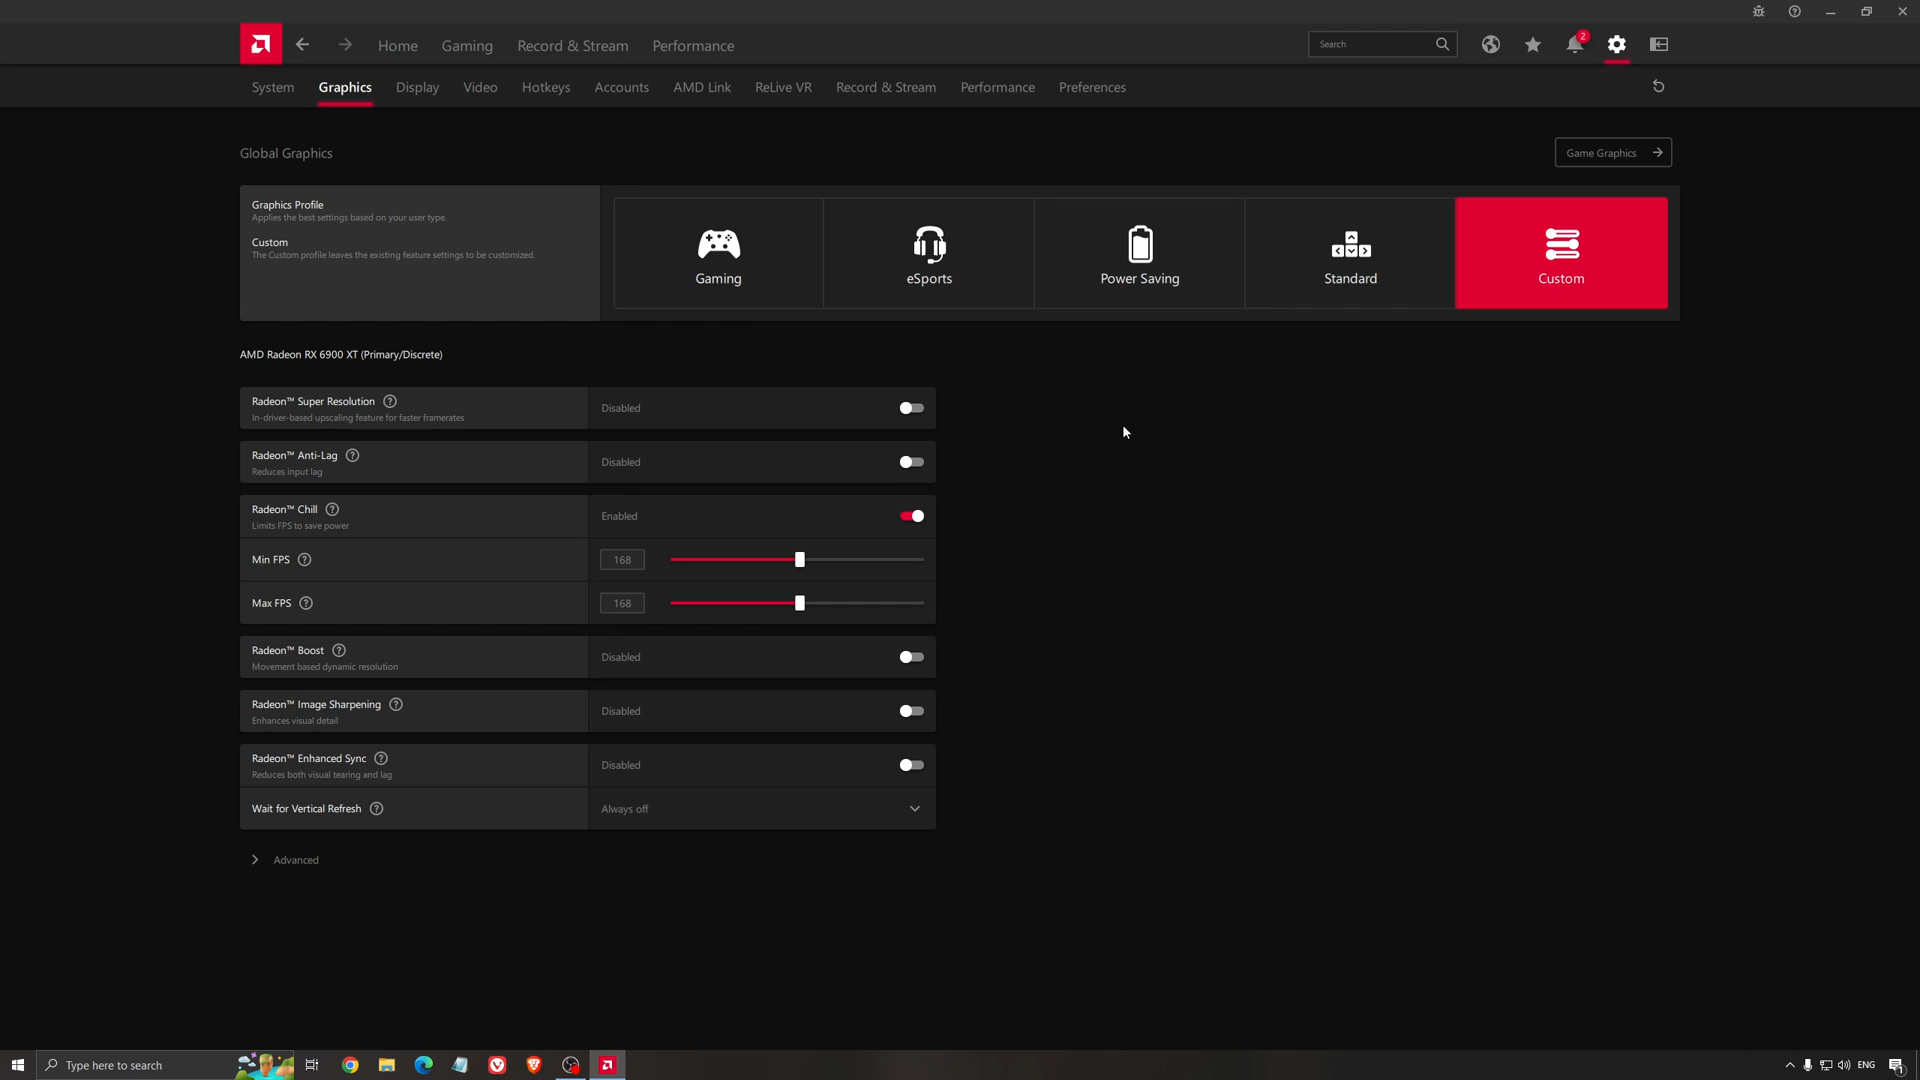 2
Home Gaming Record & Stream Performance Search
System Graphics Display Video Hotkeys Accounts AMD Link ReLive VR Record & Stream Performance Preferences
Global Graphics
Game Graphics
Graphics Profile
Applies the best settings based on your user type.
Custom
The Custom profile leaves the existing feature settings to be customized.
Gaming eSports Power Saving Standard Custom
AMD Radeon RX 6900 XT (Primary/Discrete)
Radeon™ Super Resolution
In-driver-based upscaling feature for faster framerates
Disabled
Radeon™ Anti-Lag
Reduces input lag
Disabled
Radeon™ Chill
Limits FPS to save power
Enabled
Min FPS 168
Max FPS 168
Radeon™ Boost
Movement based dynamic resolution
Disabled
Radeon™ Image Sharpening
Enhances visual detail
Disabled
Radeon™ Enhanced Sync
Reduces both visual tearing and lag
Disabled
Wait for Vertical Refresh Always off
Advanced
Type here to search ENG 1